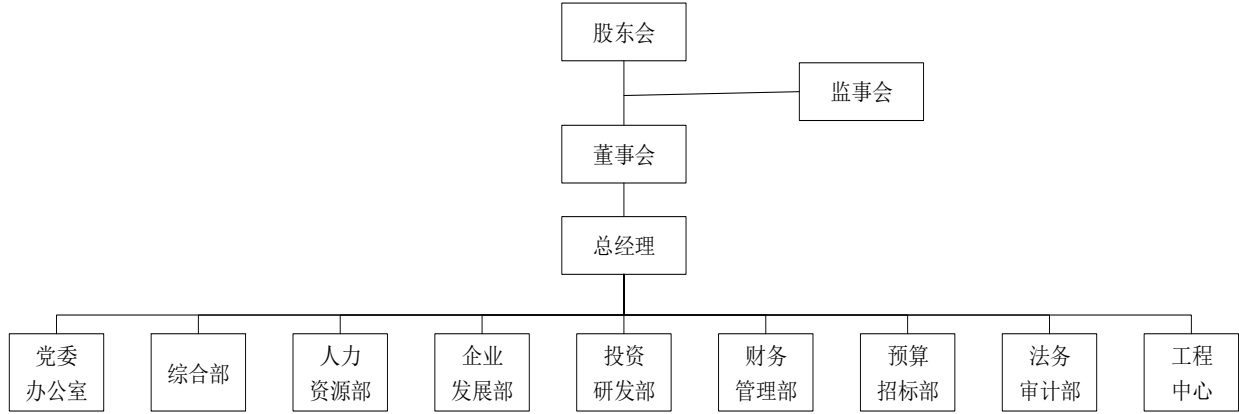 股东会
监事会
董事会
总经理
党委
办公室
综合部
人力
资源部
企业
发展部
投资
研发部
财务
管理部
预算
招标部
法务
审计部
工程
中心